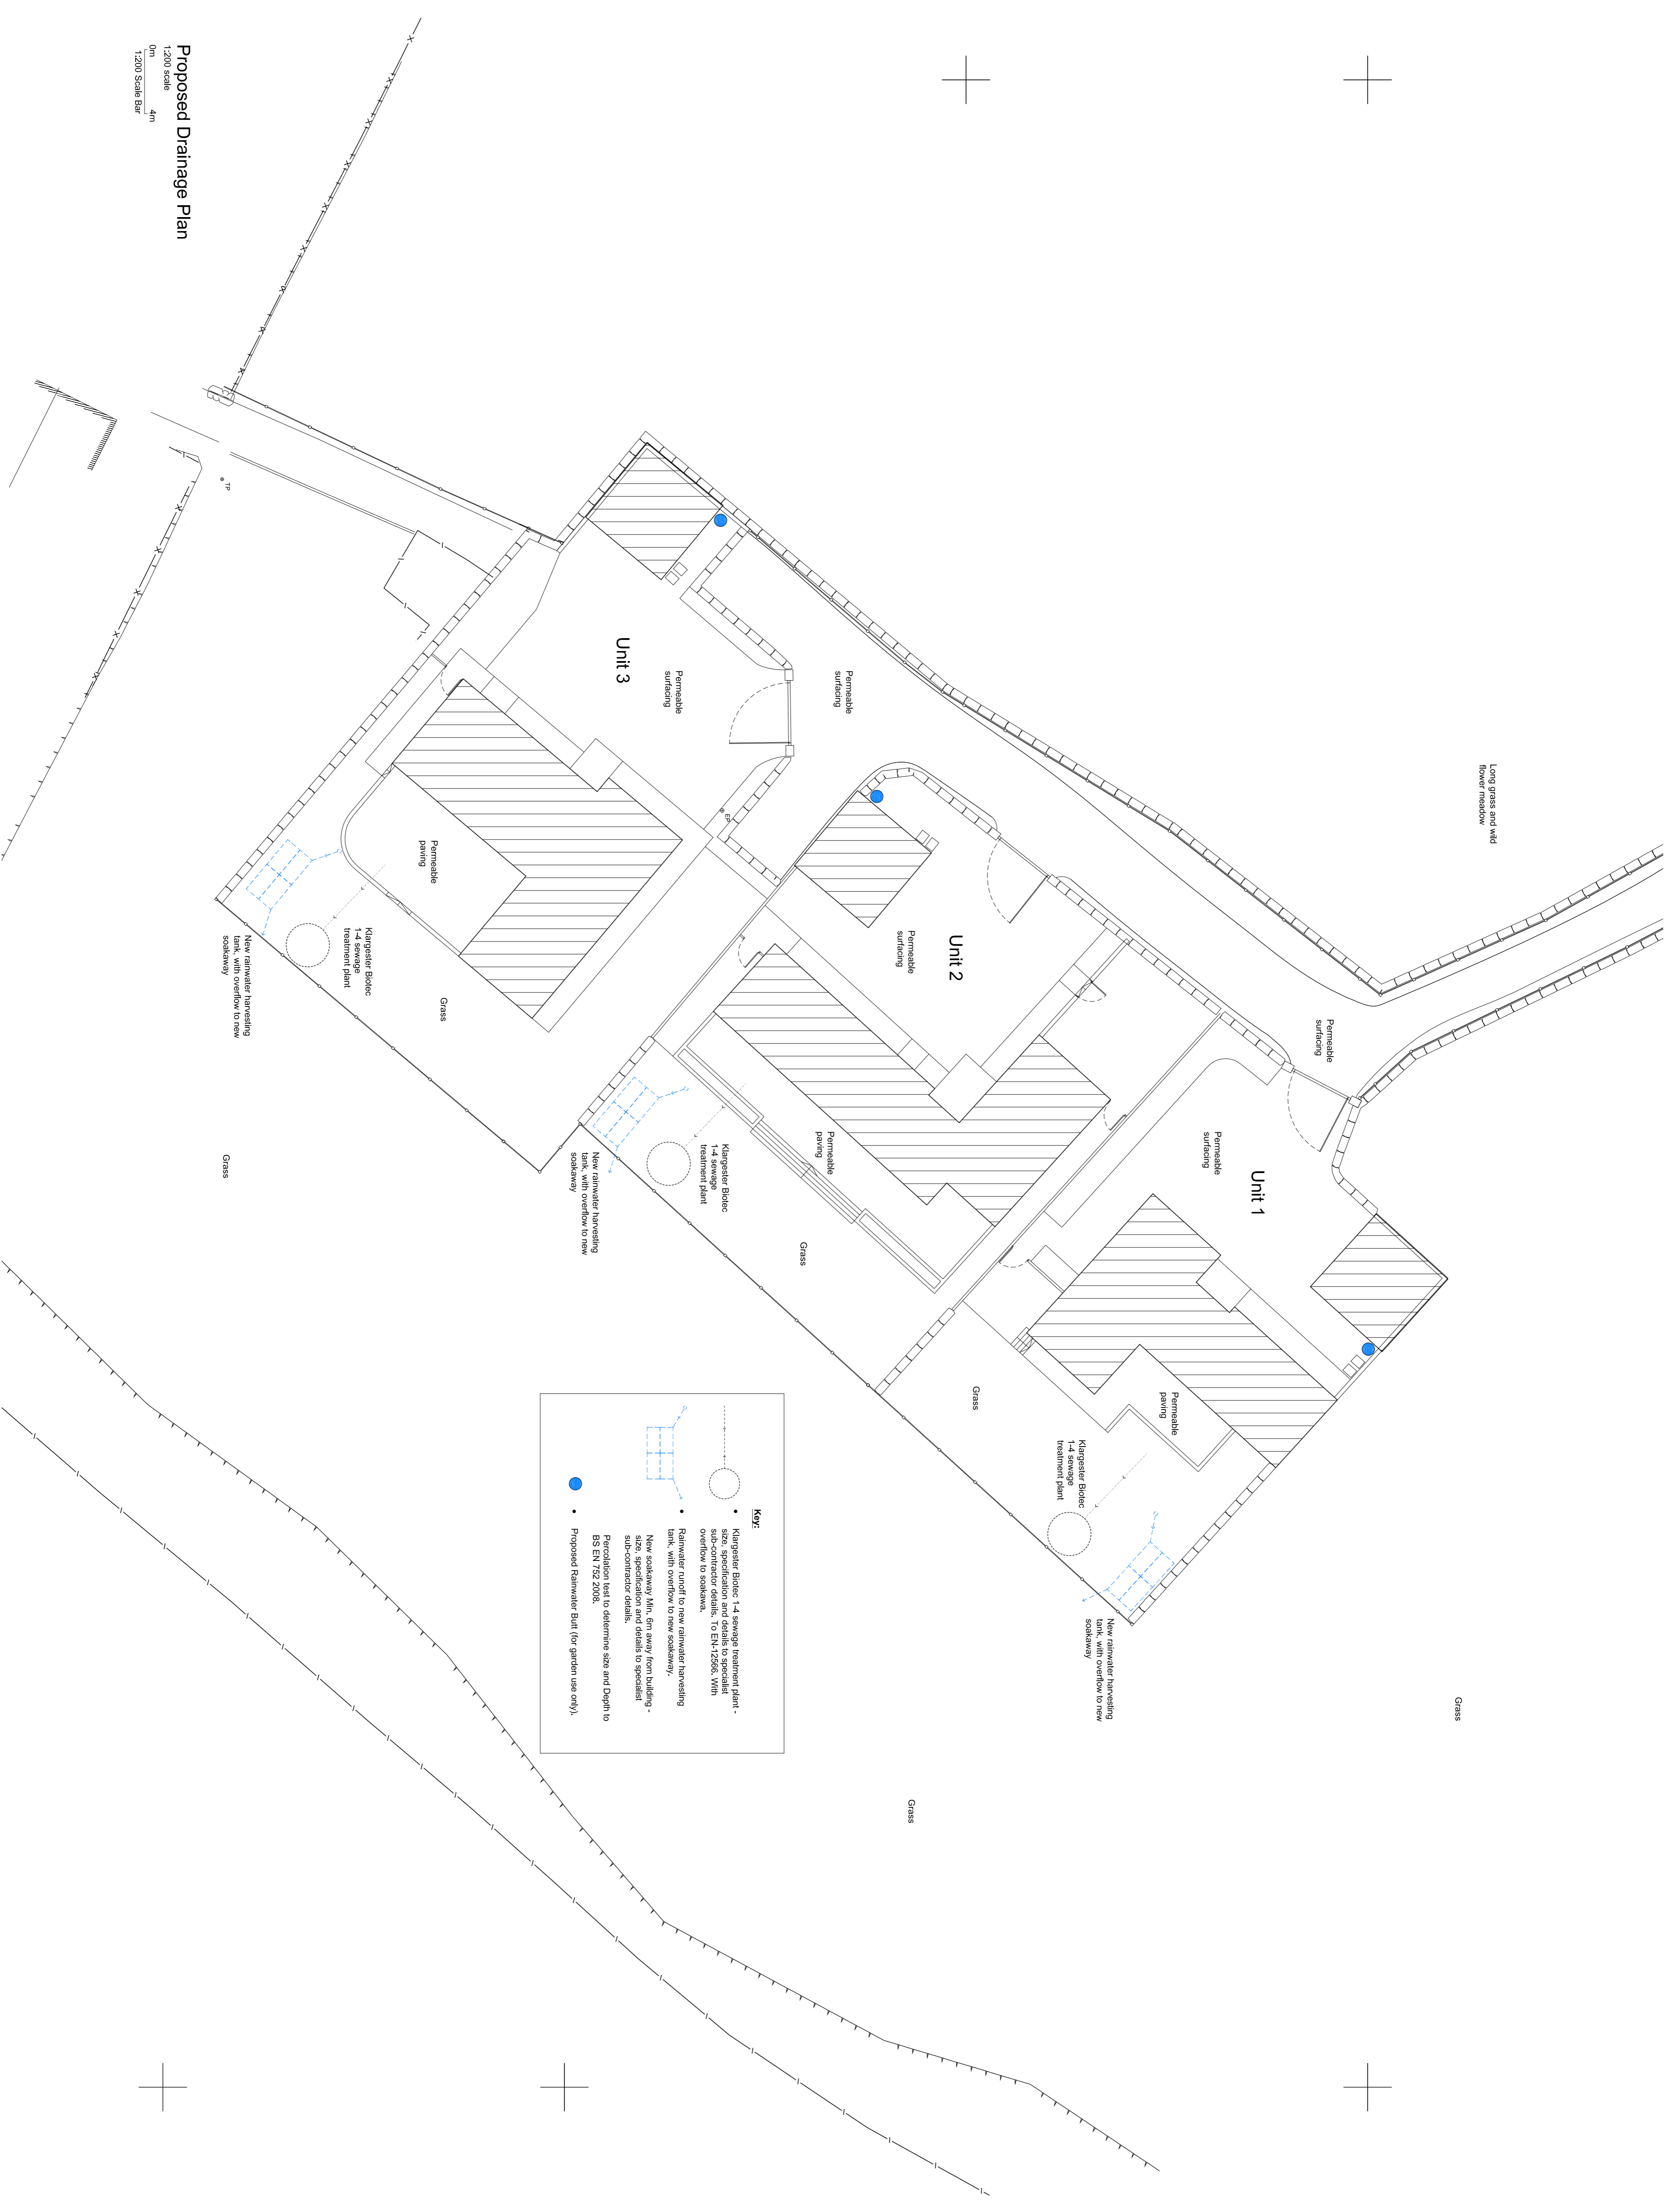 Proposed Drainage Plan
1:200 scale
0m 4m
1:200 Scale Bar
Long grass and wild
flower meadow
Permeable
surfacing
Permeable
surfacing
Unit 1
Permeable
surfacing
Permeable
paving
Grass
Klargester Biotec
1-4 sewage
treatment plant
New rainwater harvesting
tank, with overflow to new
soakaway
Grass
Unit 2
Permeable
surfacing
Permeable
paving
Grass
Klargester Biotec
1-4 sewage
treatment plant
New rainwater harvesting
tank, with overflow to new
soakaway
Grass
Permeable
surfacing
Unit 3
EP
Permeable
paving
Grass
Klargester Biotec
1-4 sewage
treatment plant
New rainwater harvesting
tank, with overflow to new
soakaway
Grass
TP
Key:
• Klargester Biotec 1-4 sewage treatment plant -
size, specification and details to specialist
sub-contractor details. To EN-12566. With
overflow to soakawa.
• Rainwater runoff to new rainwater harvesting
tank, with overflow to new soakaway.
New soakaway Min. 6m away from building -
size, specification and details to specialist
sub-contractor details.
Percolation test to determine size and Depth to
BS EN 752 2008.
• Proposed Rainwater Butt (for garden use only).